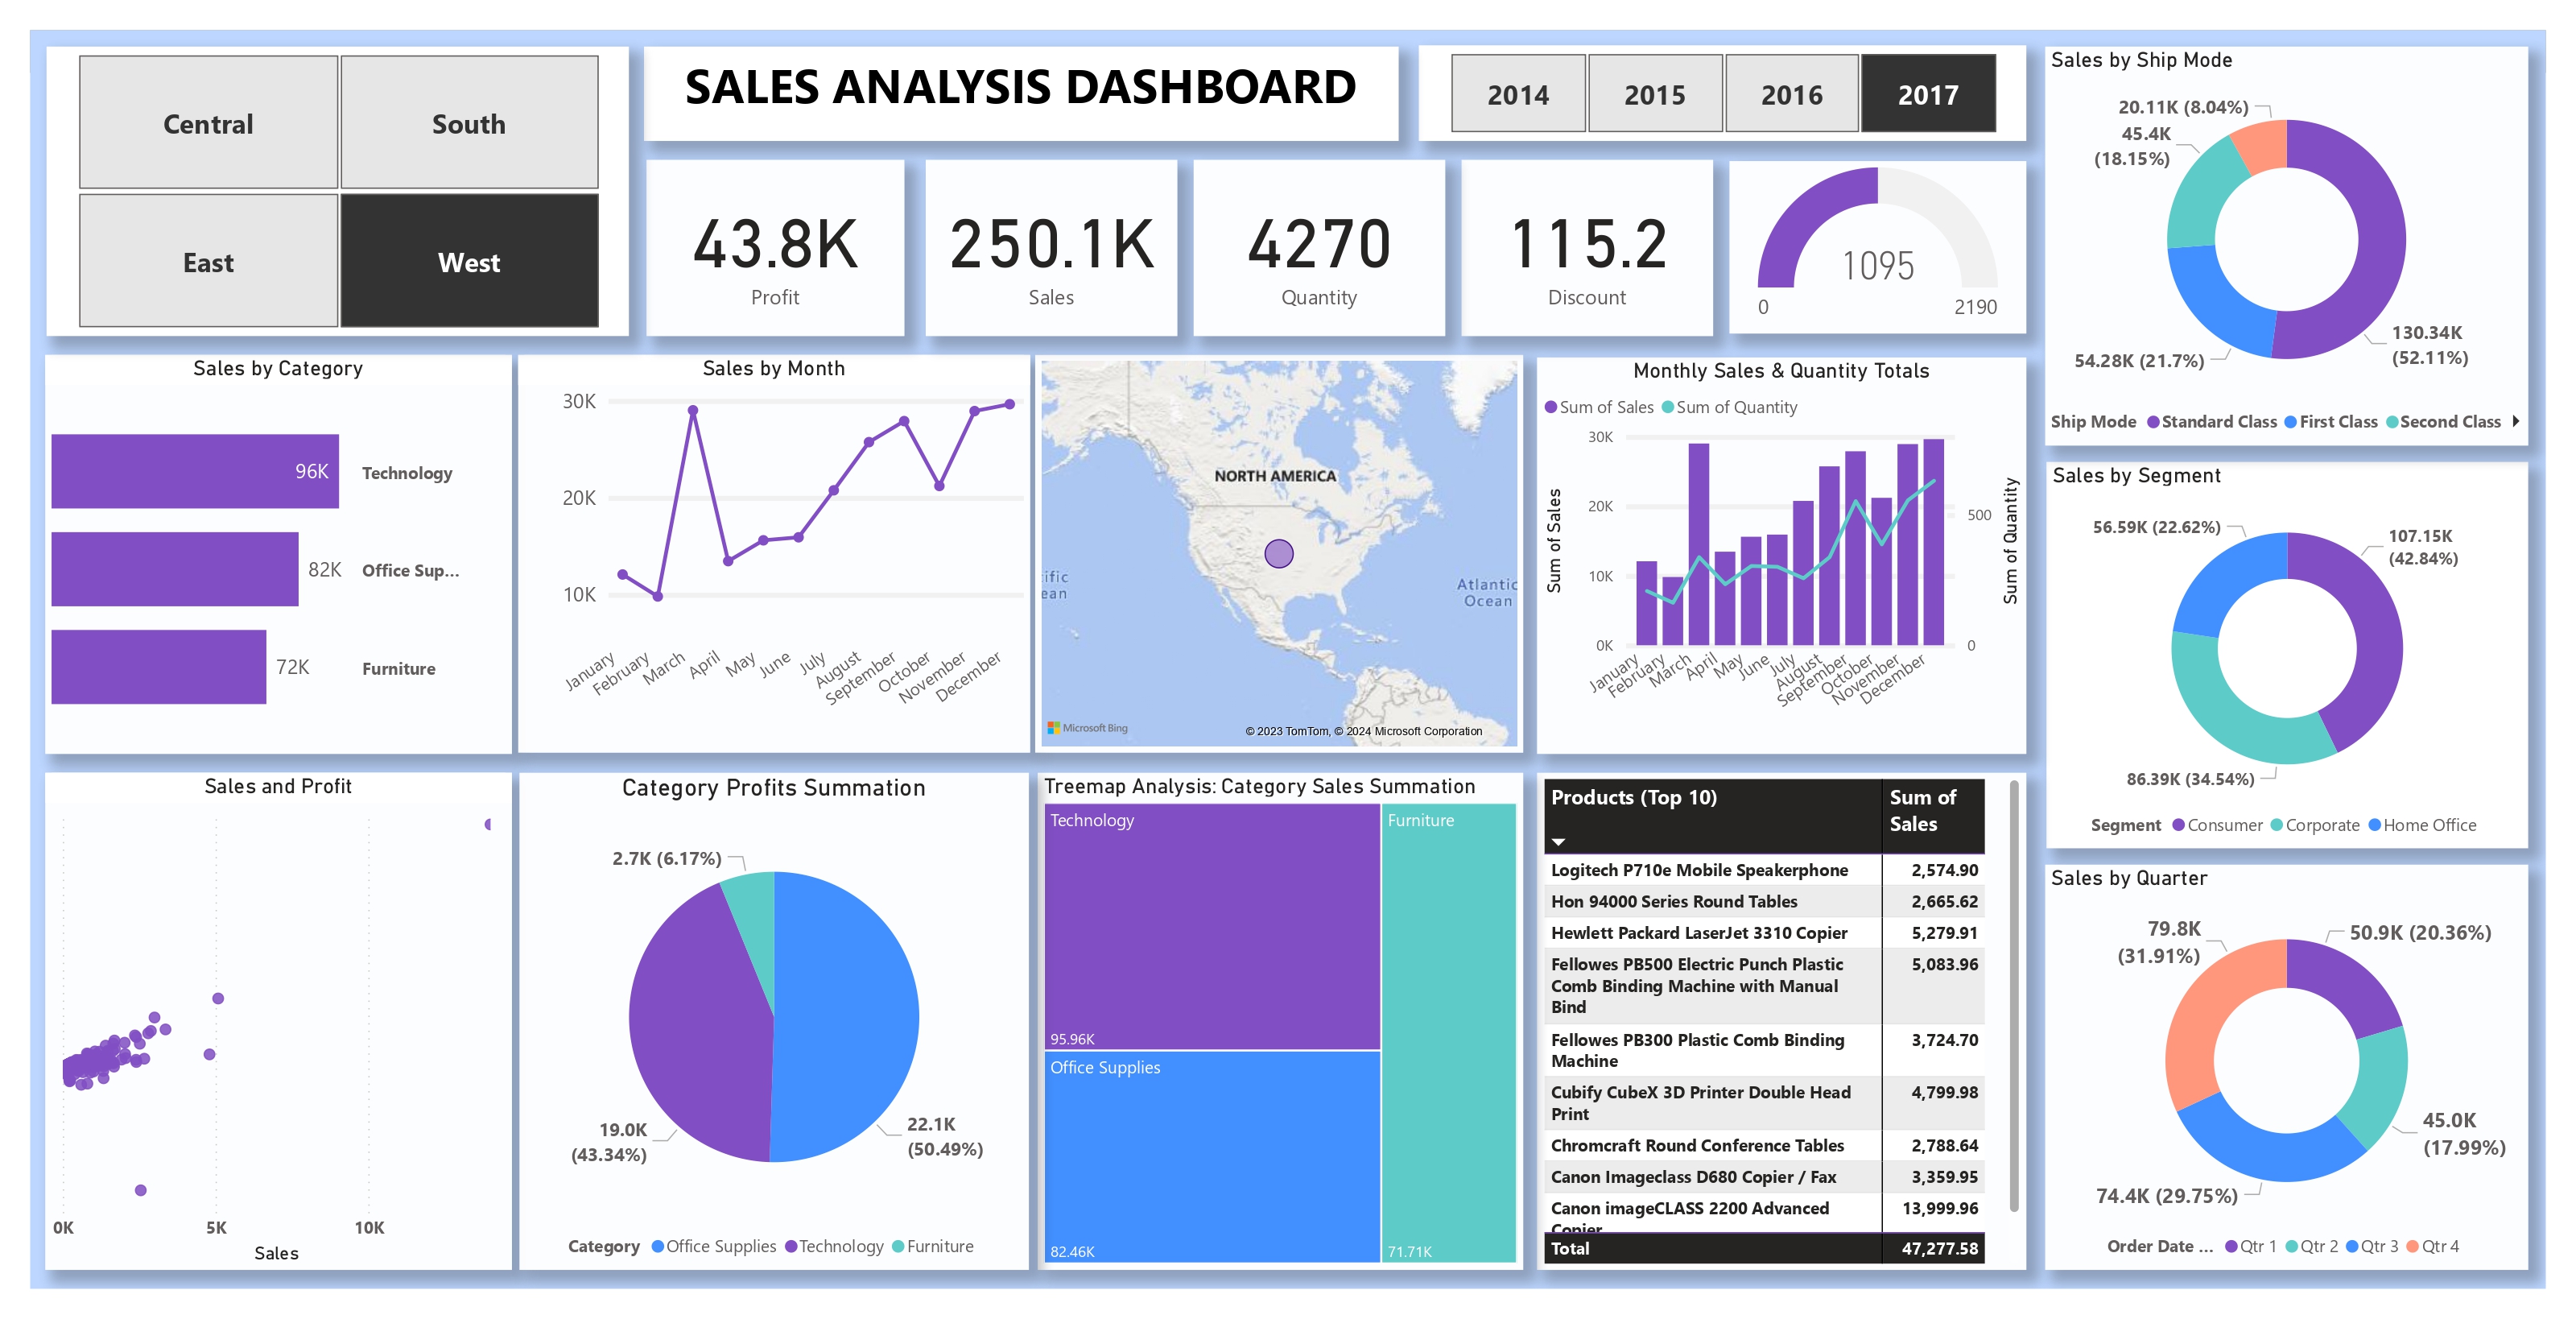 Central
South
East
West
SALES ANALYSIS DASHBOARD
2014
2015
2016
2017
43.8K
Profit
250.1K
Sales
4270
Quantity
115.2
Discount
1095
0
2190
Sales by Ship Mode
20.11K (8.04%)
45.4K
(18.15%)
54.28K (21.7%)
130.34K
(52.11%)
Ship Mode
Standard Class
First Class
Second Class
Sales by Category
96K
Technology
82K
Office Sup...
72K
Furniture
Sales by Month
30K
20K
10K
January
February
March
April
May
June
July
August
September
October
November
December
NORTH AMERICA
ific
ean
Atlantic
Ocean
Microsoft Bing
© 2023 TomTom, © 2024 Microsoft Corporation
Monthly Sales & Quantity Totals
Sum of Sales
Sum of Quantity
Sum of Sales
30K
20K
10K
0K
500
0
Sum of Quantity
January
February
March
April
May
June
July
August
September
October
November
December
Sales by Segment
56.59K (22.62%)
107.15K
(42.84%)
86.39K (34.54%)
Segment
Consumer
Corporate
Home Office
Sales and Profit
0K
5K
10K
Sales
Category Profits Summation
2.7K (6.17%)
19.0K
(43.34%)
22.1K
(50.49%)
Category
Office Supplies
Technology
Furniture
Treemap Analysis: Category Sales Summation
Technology
95.96K
Office Supplies
82.46K
Furniture
71.71K
Products (Top 10)
Sum of
Sales
Logitech P710e Mobile Speakerphone 2,574.90
Hon 94000 Series Round Tables 2,665.62
Hewlett Packard LaserJet 3310 Copier 5,279.91
Fellowes PB500 Electric Punch Plastic 5,083.96
Comb Binding Machine with Manual
Bind
Fellowes PB300 Plastic Comb Binding 3,724.70
Machine
Cubify CubeX 3D Printer Double Head 4,799.98
Print
Chromcraft Round Conference Tables 2,788.64
Canon Imageclass D680 Copier / Fax 3,359.95
Canon imageCLASS 2200 Advanced 13,999.96
Copier
Total 47,277.58
Sales by Quarter
79.8K
(31.91%)
50.9K (20.36%)
45.0K
(17.99%)
74.4K (29.75%)
Order Date ...
Qtr 1
Qtr 2
Qtr 3
Qtr 4